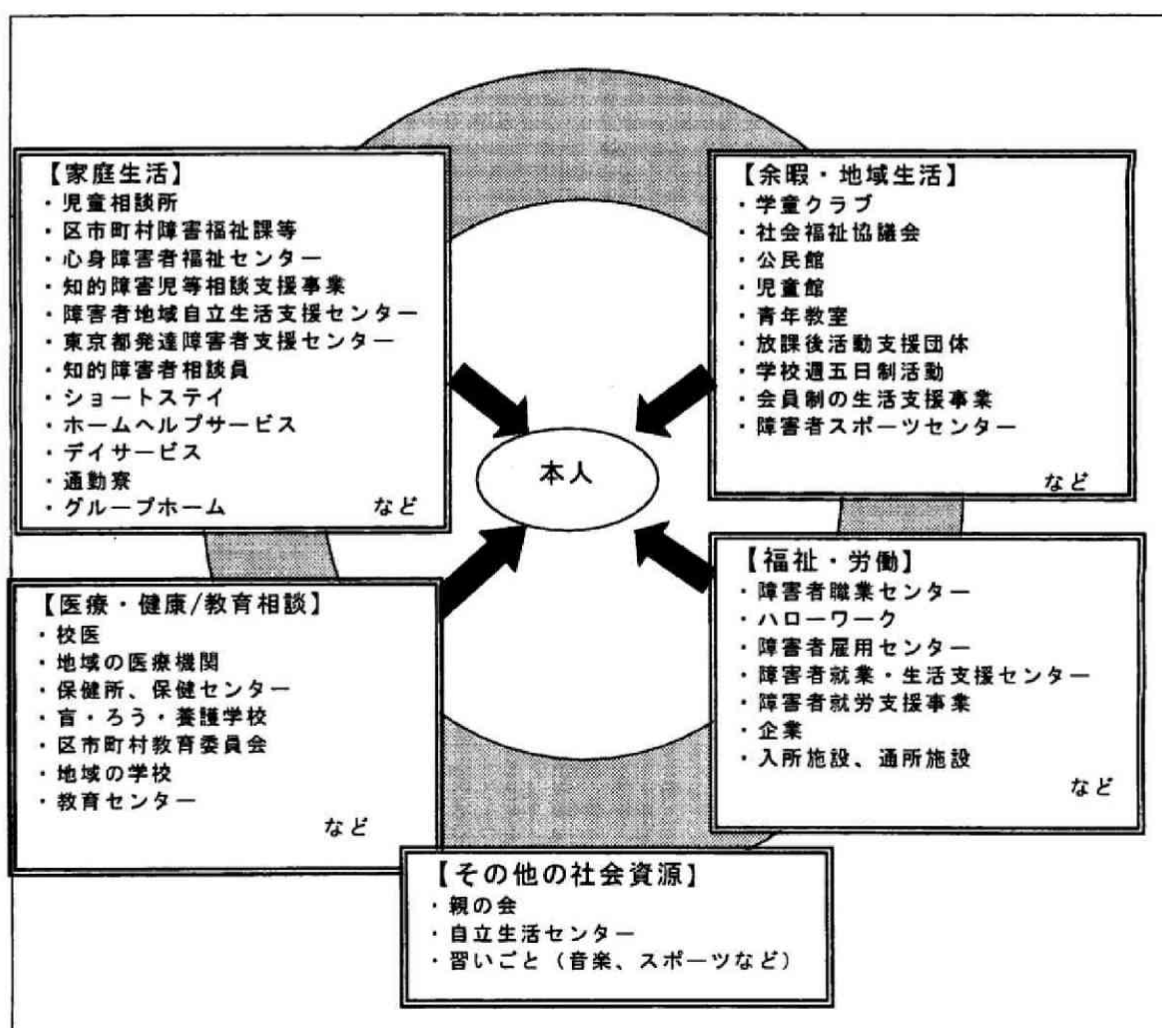 【家庭生活】
・児童相談所
・区市町村障害福祉課等
・心身障害者福祉センター
・知的障害児等相談支援事業
・障害者地域自立生活支援センター
・東京都発達障害者支援センター
・知的障害者相談員
・ショートステイ
・ホームヘルプサービス
・デイサービス
・通勤寮
・グループホーム　など
【余暇・地域生活】
・学童クラブ
・社会福祉協議会
・公民館
・児童館
・青年教室
・放課後活動支援団体
・学校週五日制活動
・会員制の生活支援事業
・障害者スポーツセンター
など
本人
【医療・健康/教育相談】
・校医
・地域の医療機関
・保健所、保健センター
・盲・ろう・養護学校
・区市町村教育委員会
・地域の学校
・教育センター
など
【福祉・労働】
・障害者職業センター
・ハローワーク
・障害者雇用センター
・障害者就業・生活支援センター
・障害者就労支援事業
・企業
・入所施設、通所施設
など
【その他の社会資源】
・親の会
・自立生活センター
・習いごと（音楽、スポーツなど）